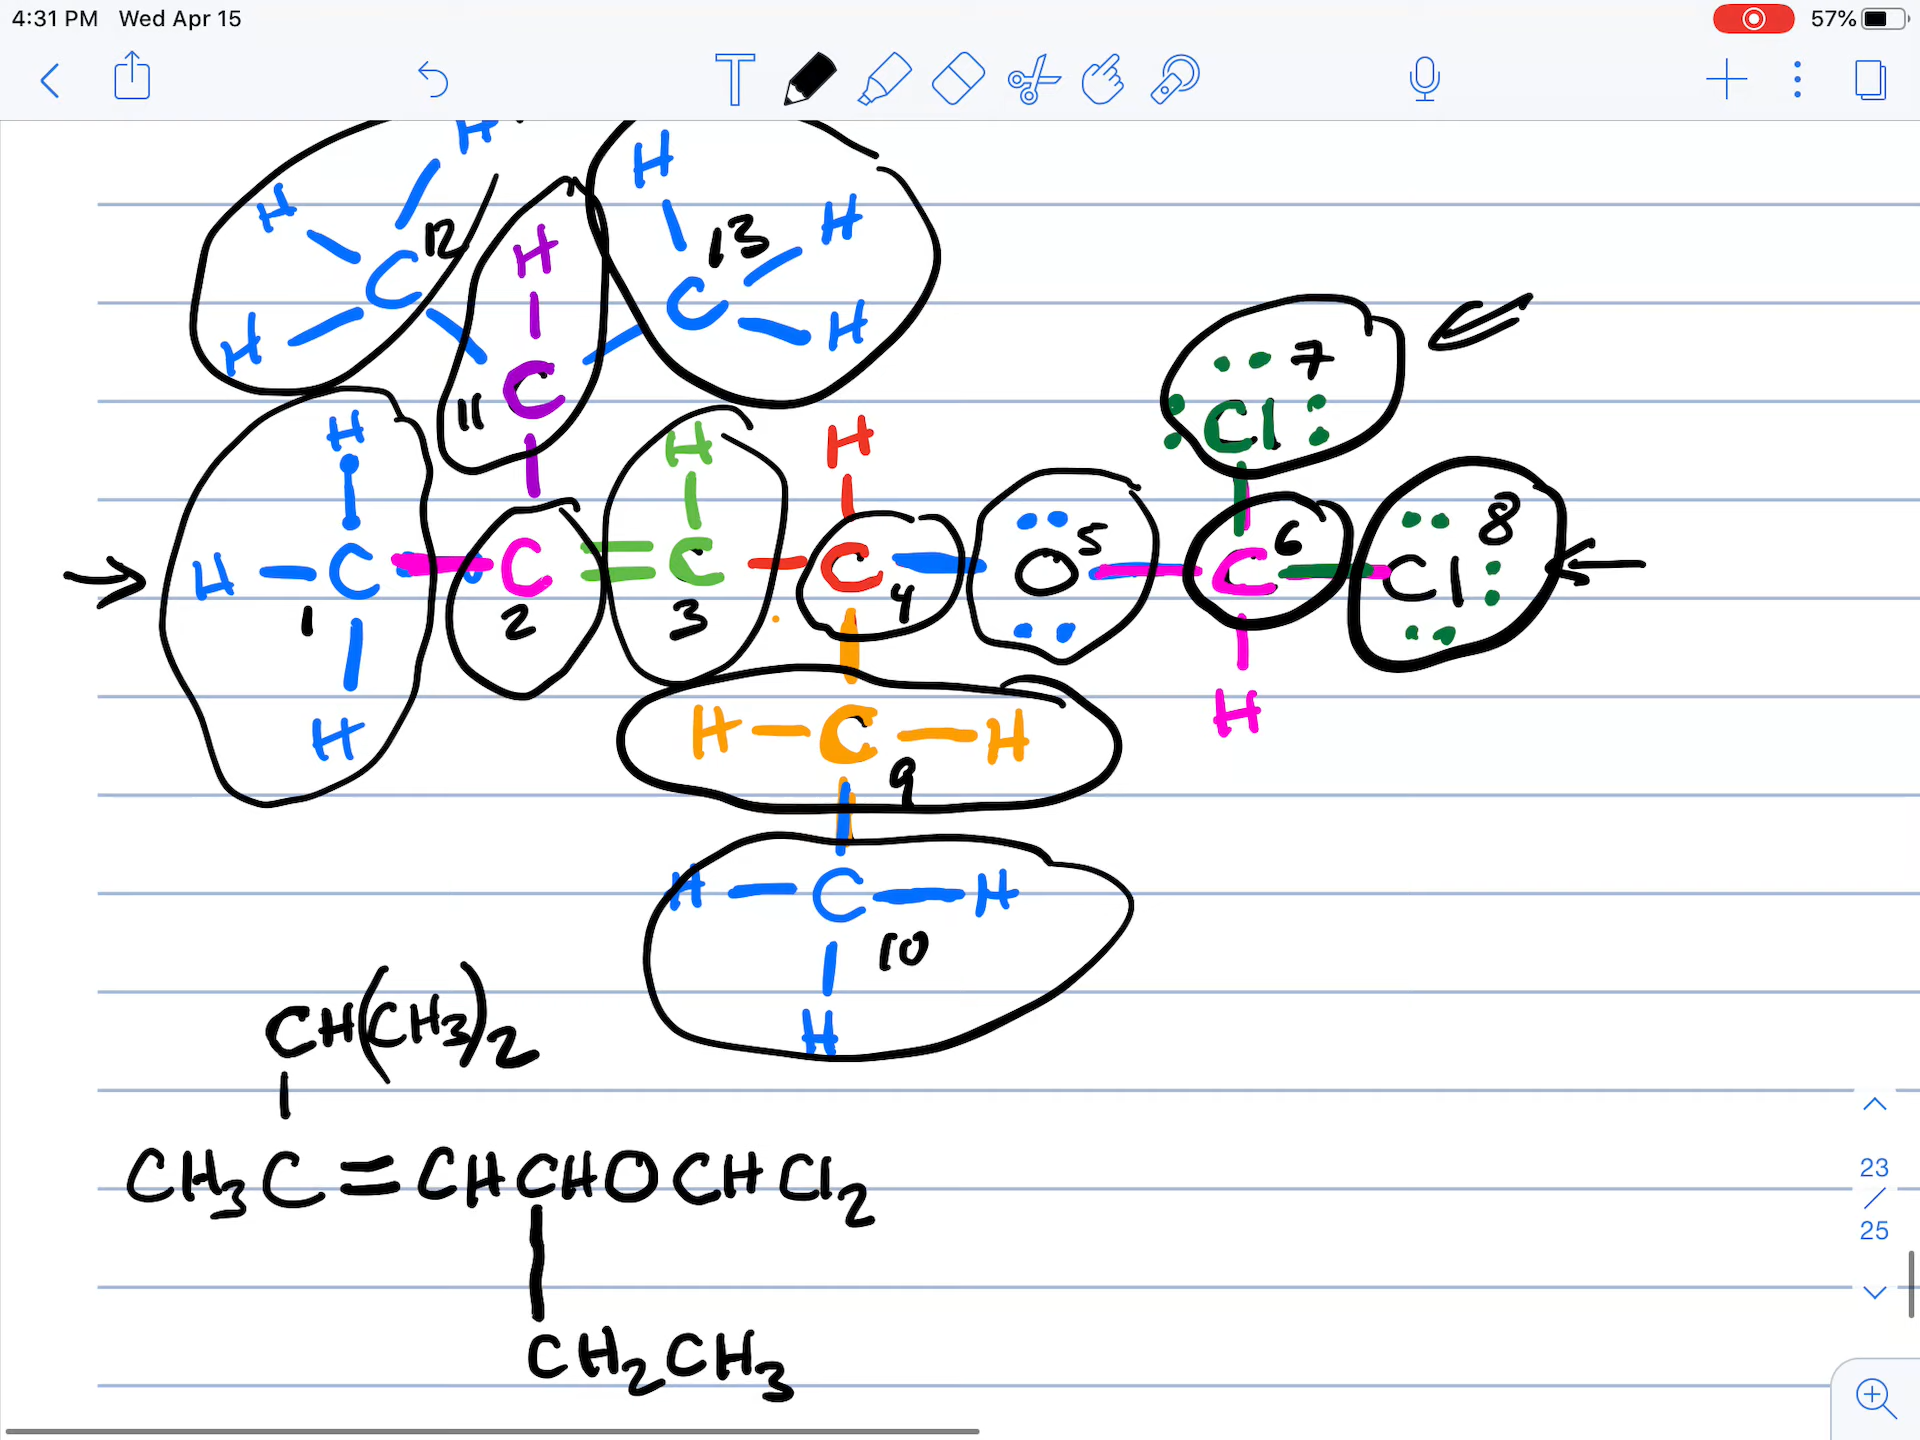 4:31 PM Wed Apr 15 57%
T
H
H H
H 12 H 13 H
C C
H H
7
11 C
Cl
H H H
8
5 6
H C C C C O C Cl
1 2 3 4
H H C H H
9
H C H
10
H
CH(CH3)2
CH3C=CHCHOCHCl2
CH2CH3
23
/
25